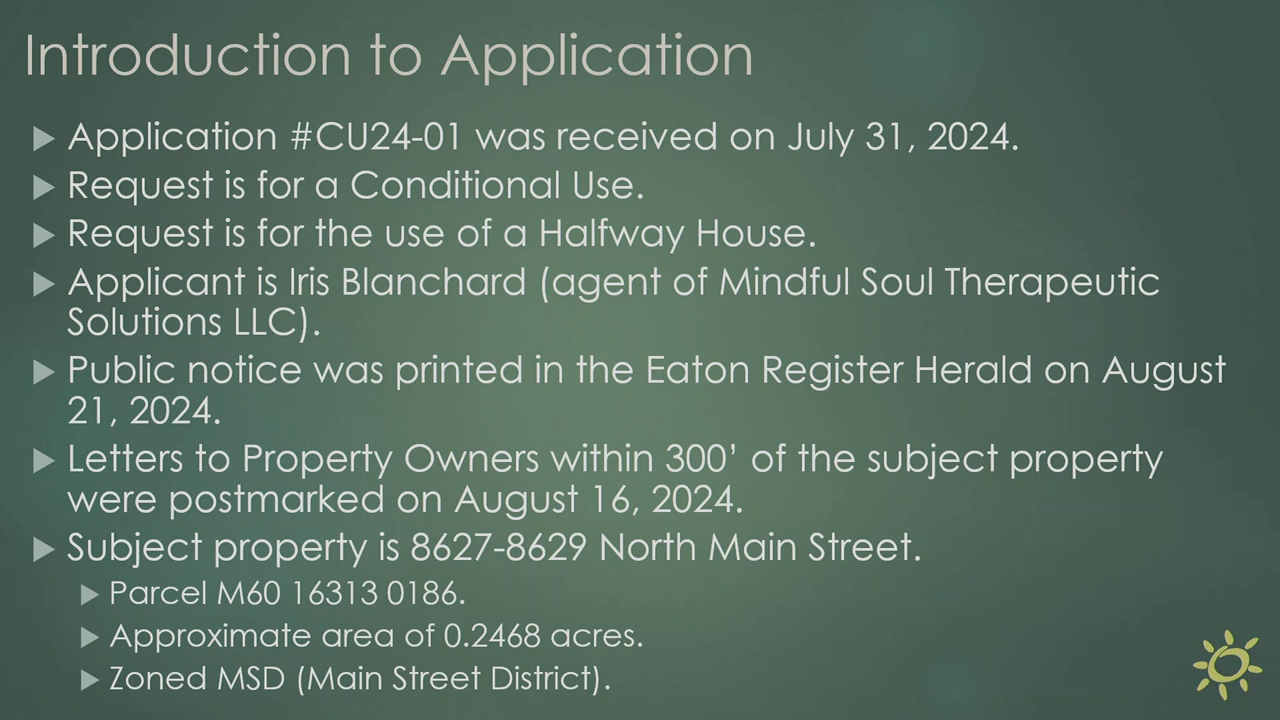 Introduction to Application
Application #CU24-01 was received on July 31, 2024.
Request is for a Conditional Use.
Request is for the use of a Halfway House.
Applicant is Iris Blanchard (agent of Mindful Soul Therapeutic
Solutions LLC).
Public notice was printed in the Eaton Register Herald on August
21, 2024.
Letters to Property Owners within 300’ of the subject property
were postmarked on August 16, 2024.
Subject property is 8627-8629 North Main Street.
Parcel M60 16313 0186.
Approximate area of 0.2468 acres.
Zoned MSD (Main Street District).